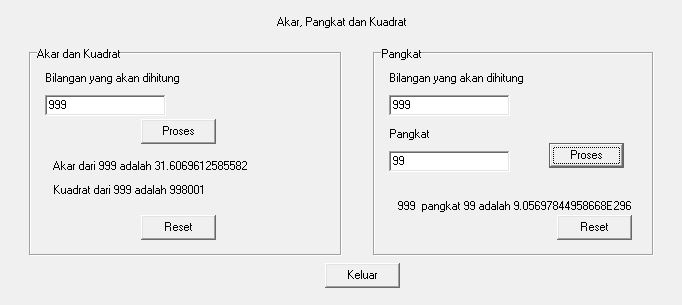 Akar, Pangkat dan Kuadrat
Akar dan Kuadrat
Bilangan yang akan dihitung
999
Proses
Akar dari 999 adalah 31.6069612585582
Kuadrat dari 999 adalah 998001
Reset
Pangkat
Bilangan yang akan dihitung
999
Pangkat
99
Proses
999 pangkat 99 adalah 9.05697844958668E296
Reset
Keluar